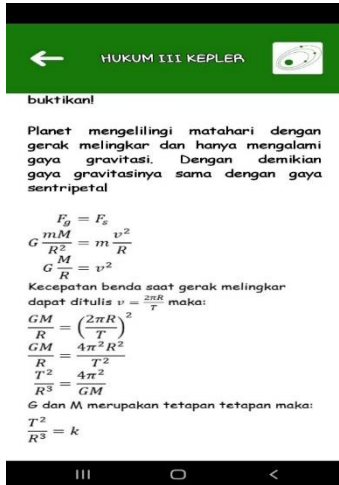 HUKUM III KEPLER
buktikan!
Planet mengelilingi matahari dengan
gerak melingkar dan hanya mengalami
gaya gravitasi. Dengan demikian
gaya gravitasinya sama dengan gaya
sentripetal
F_g = F_s
G mM/R² = m v²/R
G M/R = v²
Kecepatan benda saat gerak melingkar
dapat ditulis v = 2πR/T maka:
GM/R = (2πR/T)²
GM/R = 4π²R²/T²
T²/R³ = 4π²/GM
G dan M merupakan tetapan tetapan maka:
T²/R³ = k